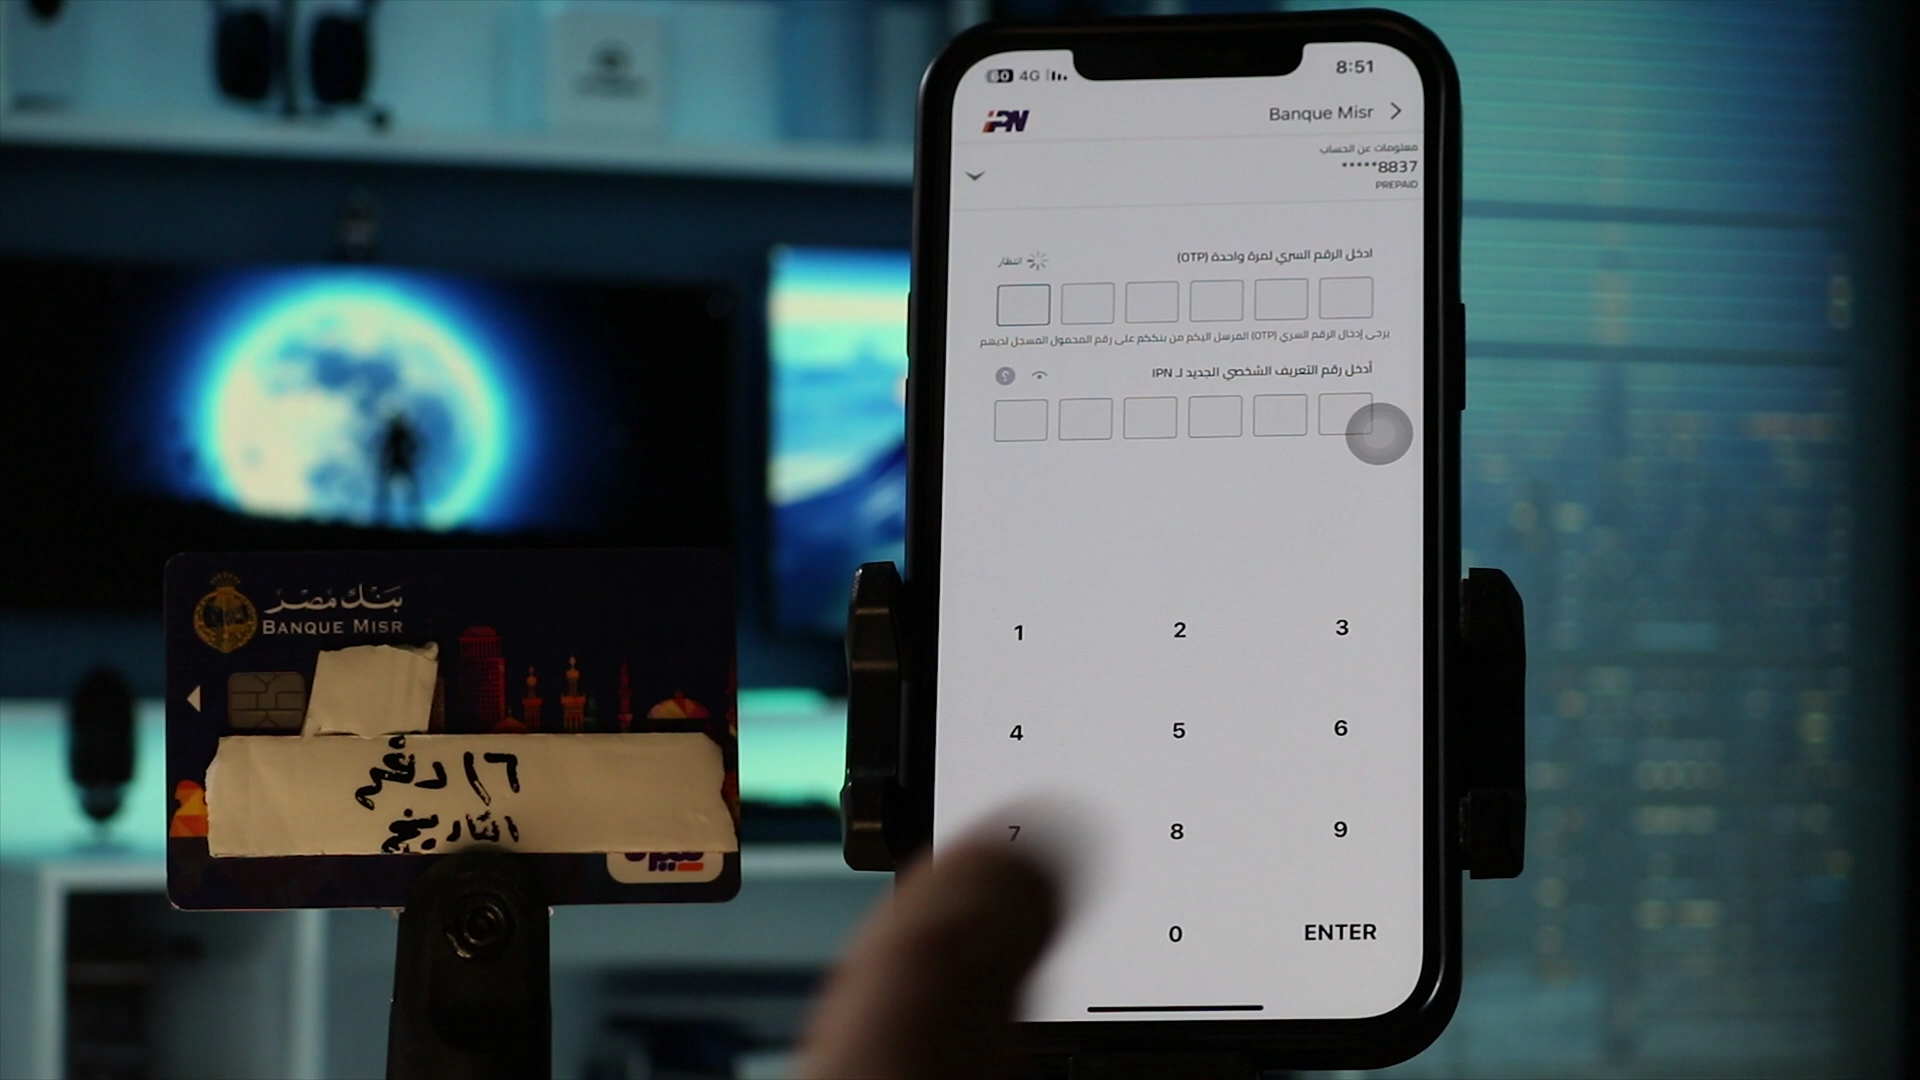 60 4G
8:51
IPN
Banque Misr
معلومات عن الحساب
*****8837
PREPAID
ادخل الرقم السري لمرة واحدة (OTP)
انتظار
يرجى إدخال الرقم السري (OTP) المرسل اليكم من بنككم على رقم المحمول المسجل لديهم
أدخل رقم التعريف الشخصي الجديد لـ IPN
?
1 2 3
4 5 6
7 8 9
0 ENTER
بنك مصر
BANQUE MISR
١٦ رقم
التاريخ